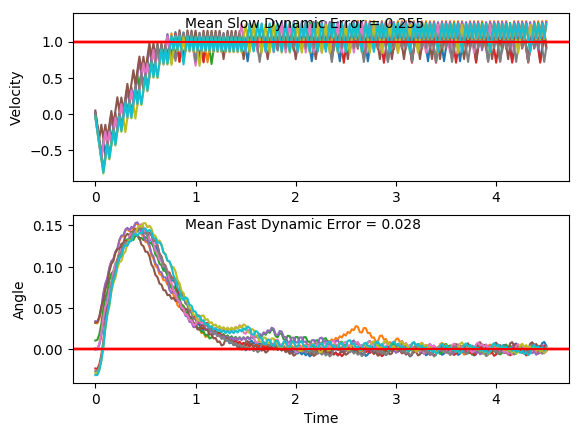 Mean Slow Dynamic Error = 0.255
1.0
0.5
0.0
−0.5
Velocity
0 1 2 3 4
Mean Fast Dynamic Error = 0.028
0.15
0.10
0.05
0.00
Angle
0 1 2 3 4
Time